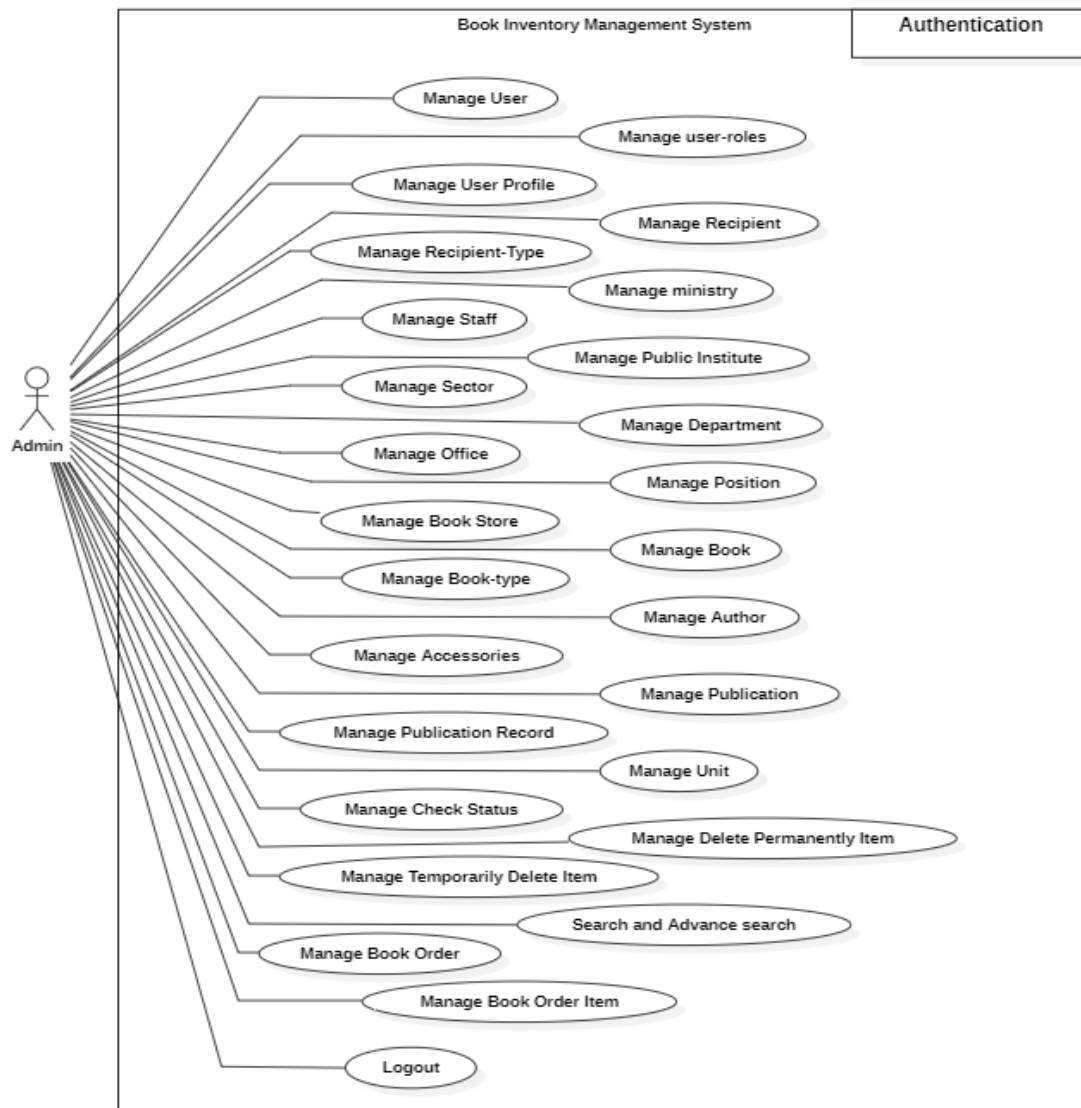 Book Inventory Management System
Authentication
Manage User
Manage user-roles
Manage User Profile
Manage Recipient
Manage Recipient-Type
Manage ministry
Manage Staff
Manage Public Institute
Manage Sector
Admin
Manage Department
Manage Office
Manage Position
Manage Book Store
Manage Book
Manage Book-type
Manage Author
Manage Accessories
Manage Publication
Manage Publication Record
Manage Unit
Manage Check Status
Manage Delete Permanently Item
Manage Temporarily Delete Item
Search and Advance search
Manage Book Order
Manage Book Order Item
Logout